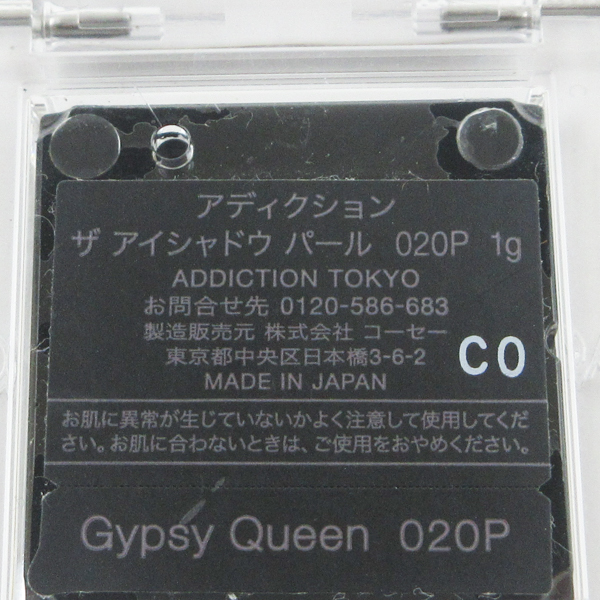 アディクション
ザ アイシャドウ パール 020P 1g
ADDICTION TOKYO
お問合せ先 0120-586-683
製造販売元 株式会社 コーセー
東京都中央区日本橋3-6-2
CO
MADE IN JAPAN
お肌に異常が生じていないかよく注意して使用してくだ
さい。お肌に合わないときは、ご使用をおやめください。
Gypsy Queen 020P